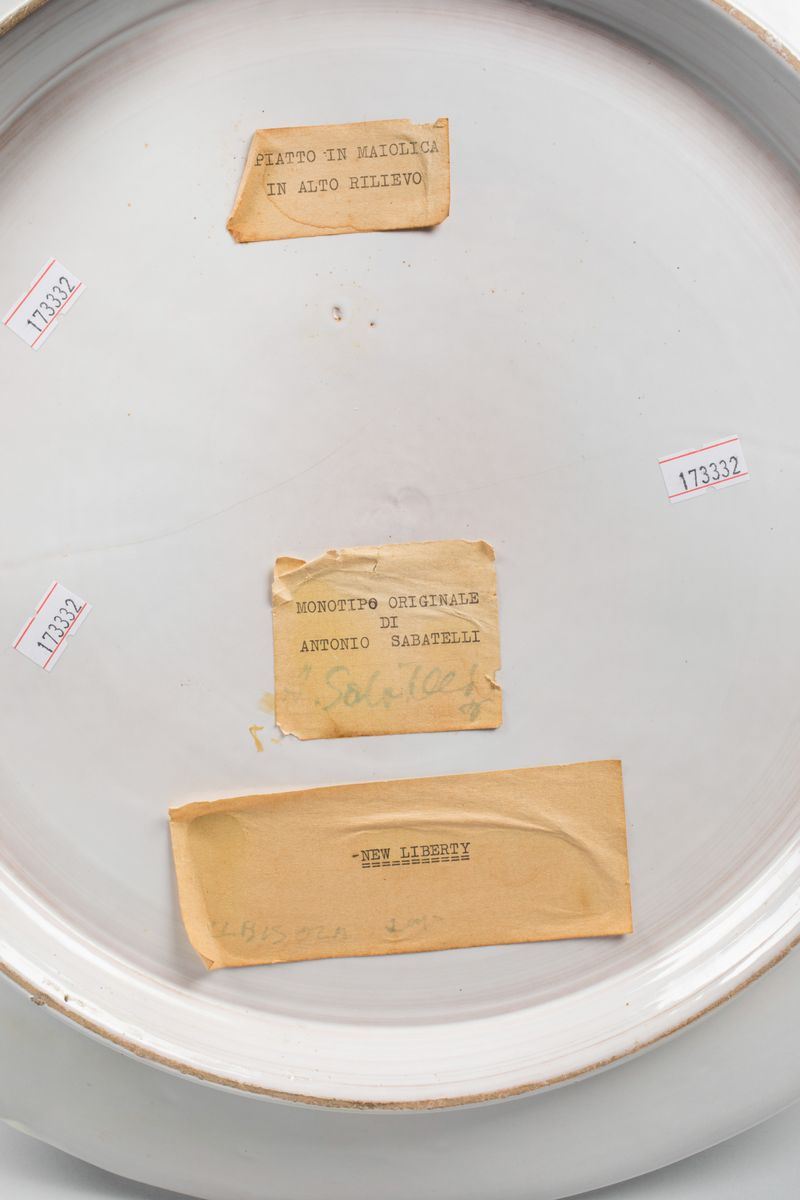 PIATTO IN MAIOLICA
IN ALTO RILIEVO
173332
173332
173332
MONOTIPO ORIGINALE
DI
ANTONIO SABATELLI
-NEW LIBERTY